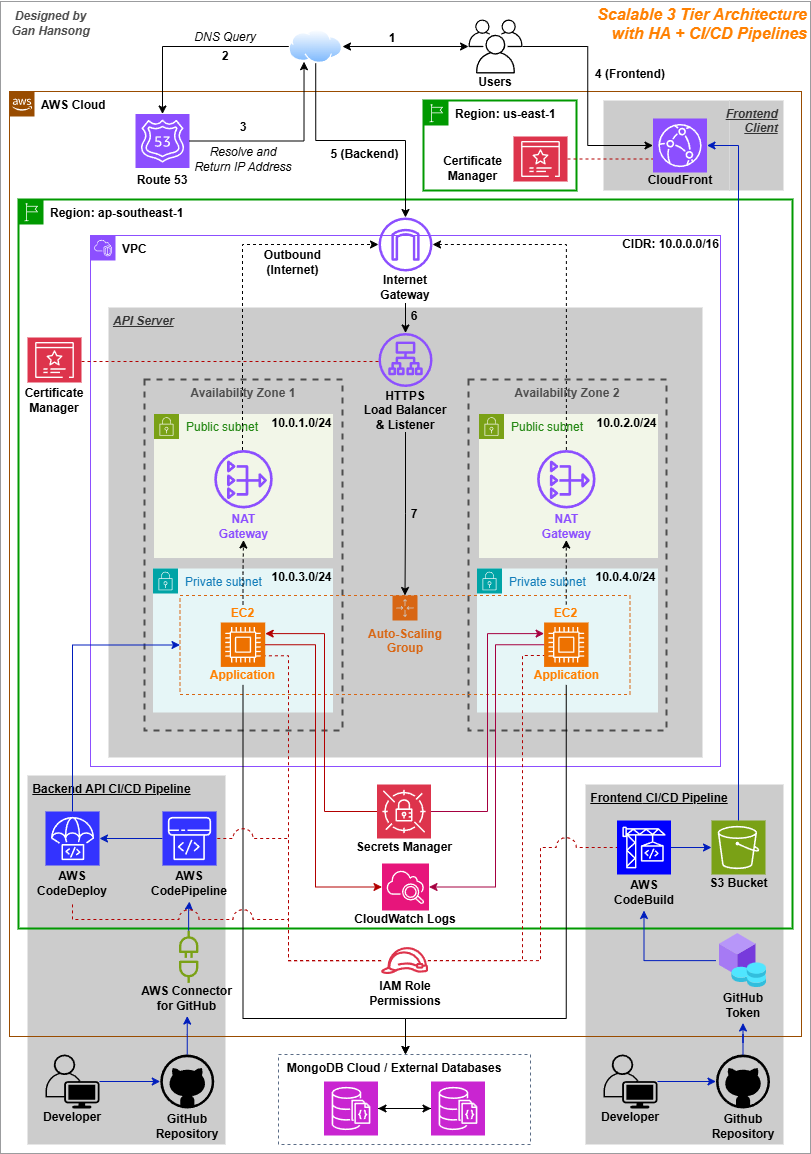 Designed by
Gan Hansong
Scalable 3 Tier Architecture
with HA + CI/CD Pipelines
DNS Query
2
1
Users
4 (Frontend)
aws
AWS Cloud
53
Route 53
3
Resolve and
Return IP Address
5 (Backend)
Region: us-east-1
Certificate
Manager
Frontend
Client
CloudFront
Region: ap-southeast-1
VPC
CIDR: 10.0.0.0/16
Outbound
(Internet)
Internet
Gateway
6
API Server
Certificate
Manager
HTTPS
Load Balancer
& Listener
Availability Zone 1
Public subnet
10.0.1.0/24
NAT
Gateway
Private subnet
10.0.3.0/24
EC2
Application
7
Auto-Scaling
Group
Availability Zone 2
Public subnet
10.0.2.0/24
NAT
Gateway
Private subnet
10.0.4.0/24
EC2
Application
Backend API CI/CD Pipeline
AWS
CodeDeploy
AWS
CodePipeline
AWS Connector
for GitHub
Developer
GitHub
Repository
Secrets Manager
CloudWatch Logs
IAM Role
Permissions
MongoDB Cloud / External Databases
Frontend CI/CD Pipeline
AWS
CodeBuild
S3 Bucket
GitHub
Token
Developer
Github
Repository